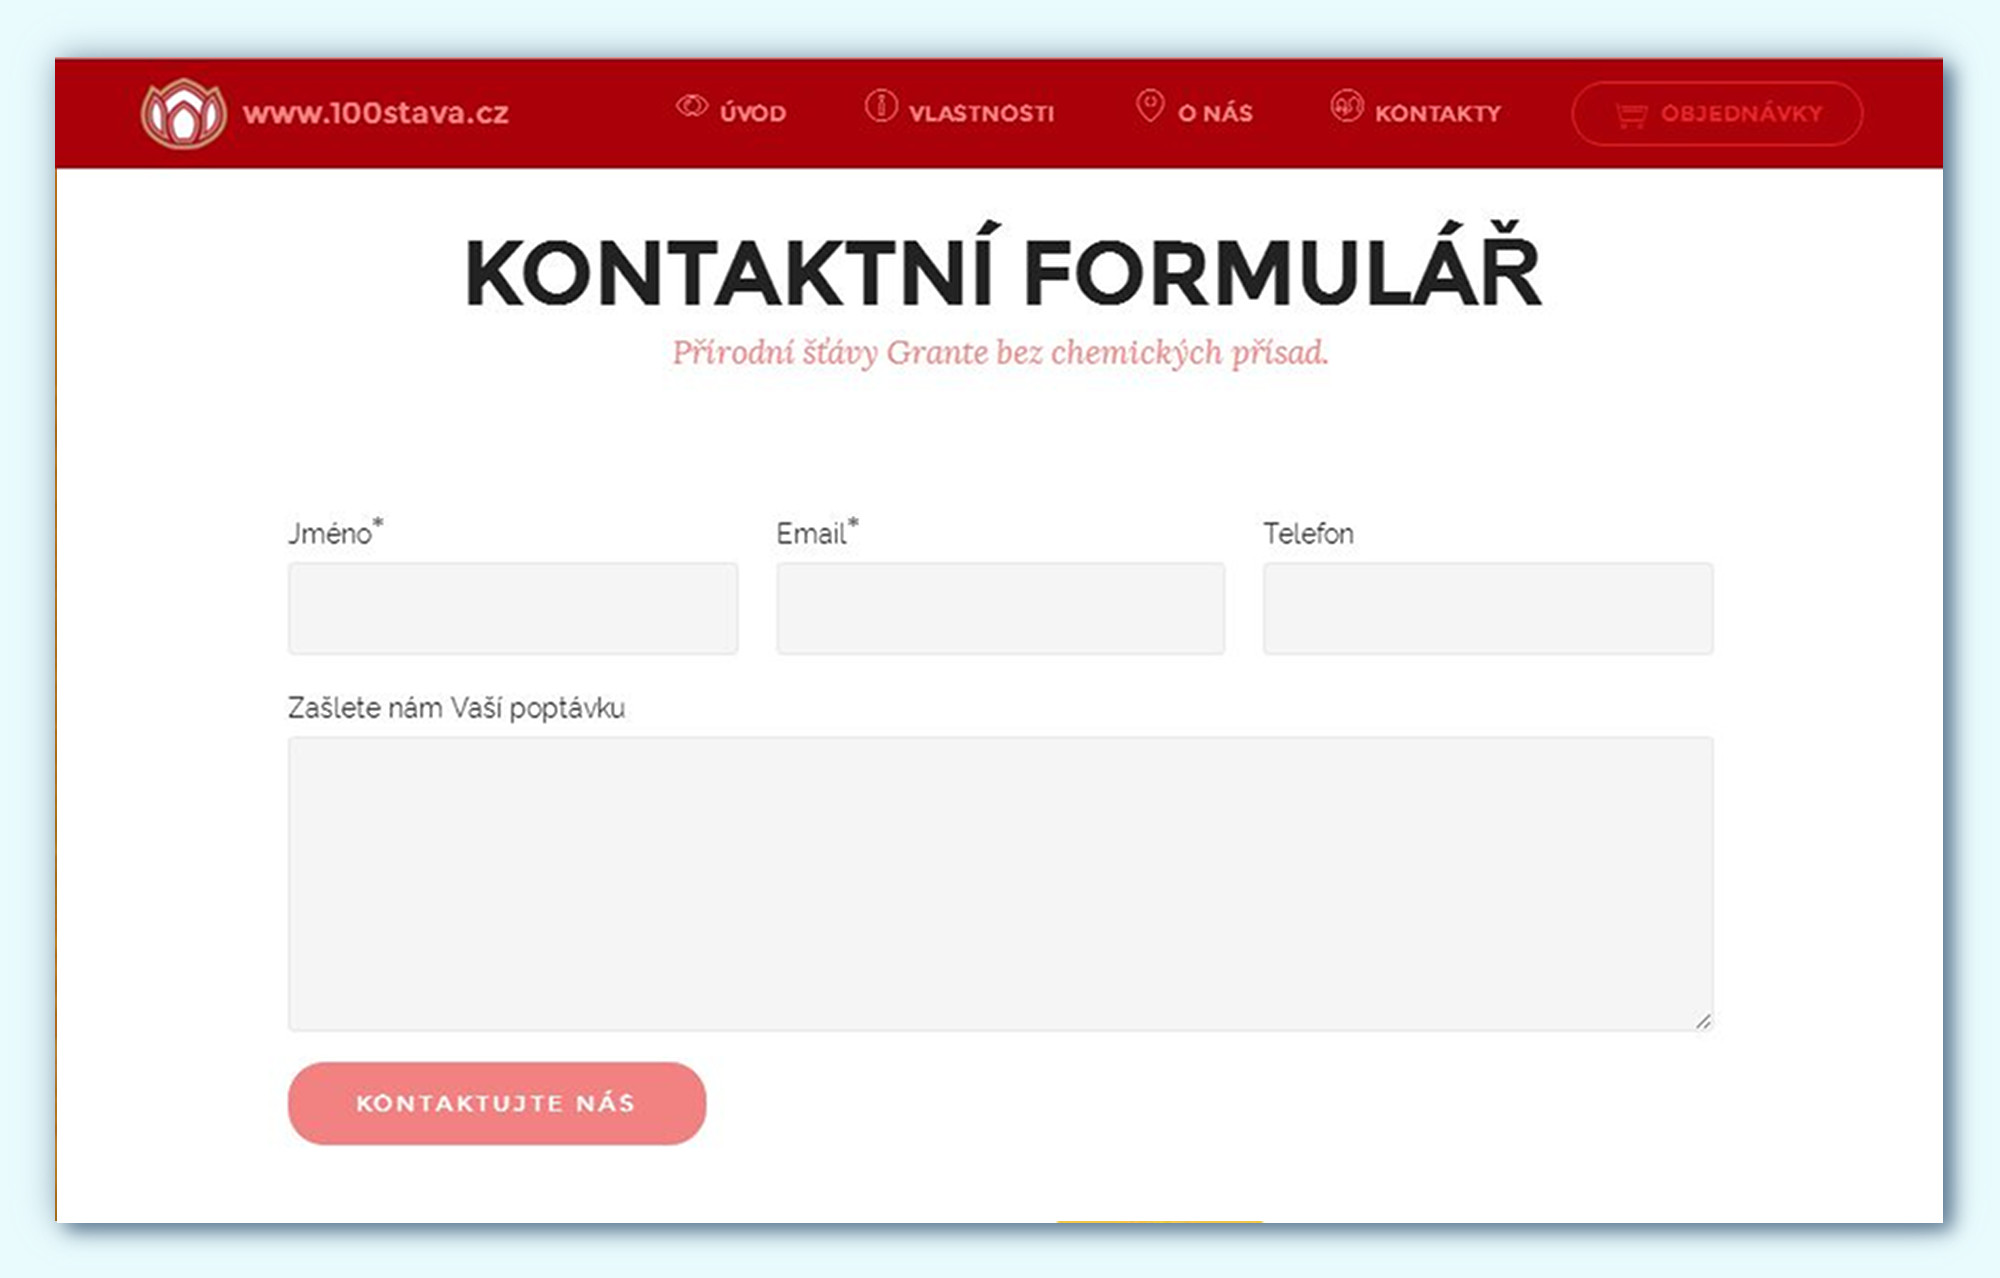 www.100stava.cz ÚVOD VLASTNOSTI O NÁS KONTAKTY OBJEDNÁVKY
KONTAKTNÍ FORMULÁŘ
Přírodní šťávy Grante bez chemických přísad.
Jméno* Email* Telefon
Zašlete nám Vaší poptávku
KONTAKTUJTE NÁS